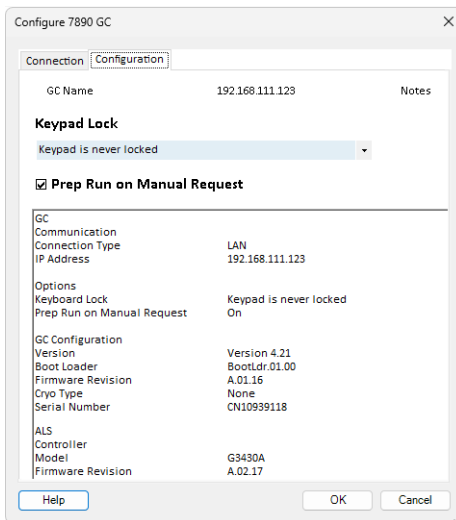 Configure 7890 GC
Connection Configuration
GC Name 192.168.111.123 Notes
Keypad Lock
Keypad is never locked
Prep Run on Manual Request
GC
Communication
Connection Type LAN
IP Address 192.168.111.123
Options
Keyboard Lock Keypad is never locked
Prep Run on Manual Request On
GC Configuration
Version Version 4.21
Boot Loader BootLdr.01.00
Firmware Revision A.01.16
Cryo Type None
Serial Number CN10939118
ALS
Controller
Model G3430A
Firmware Revision A.02.17
Help OK Cancel